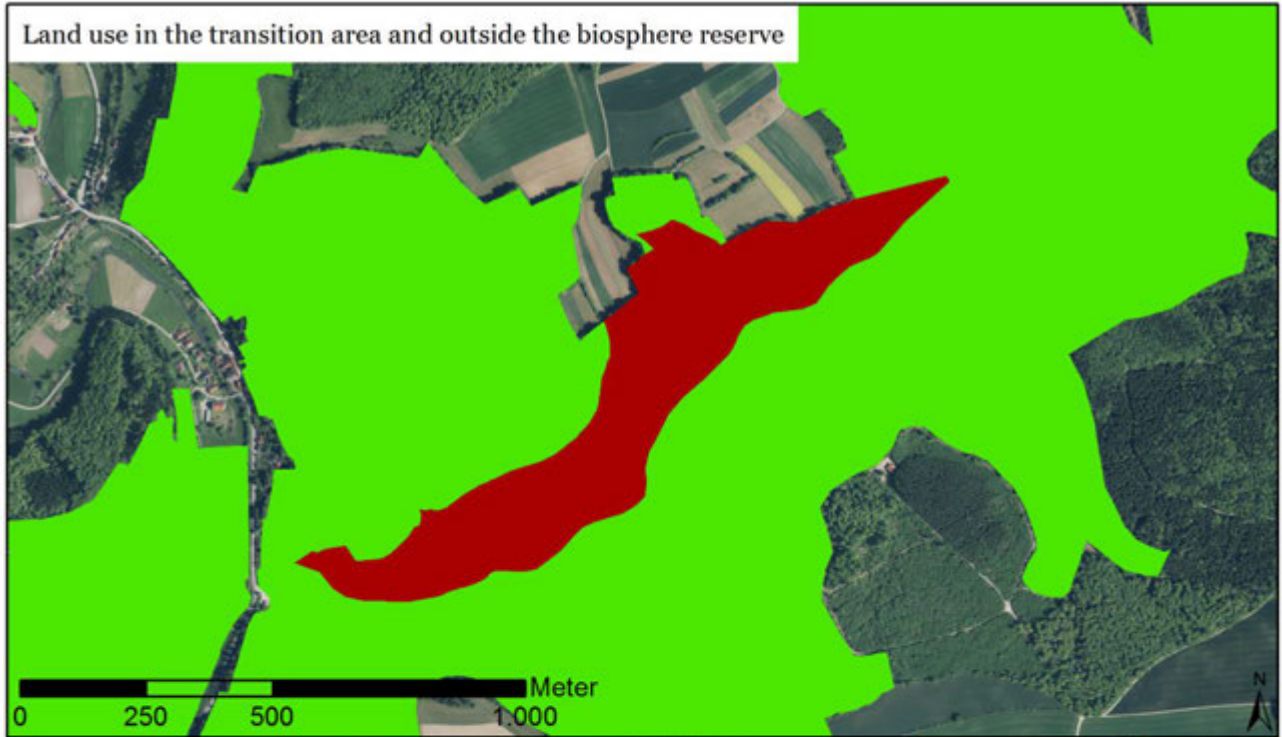 Land use in the transition area and outside the biosphere reserve
Meter
0 250 500 1.000
N